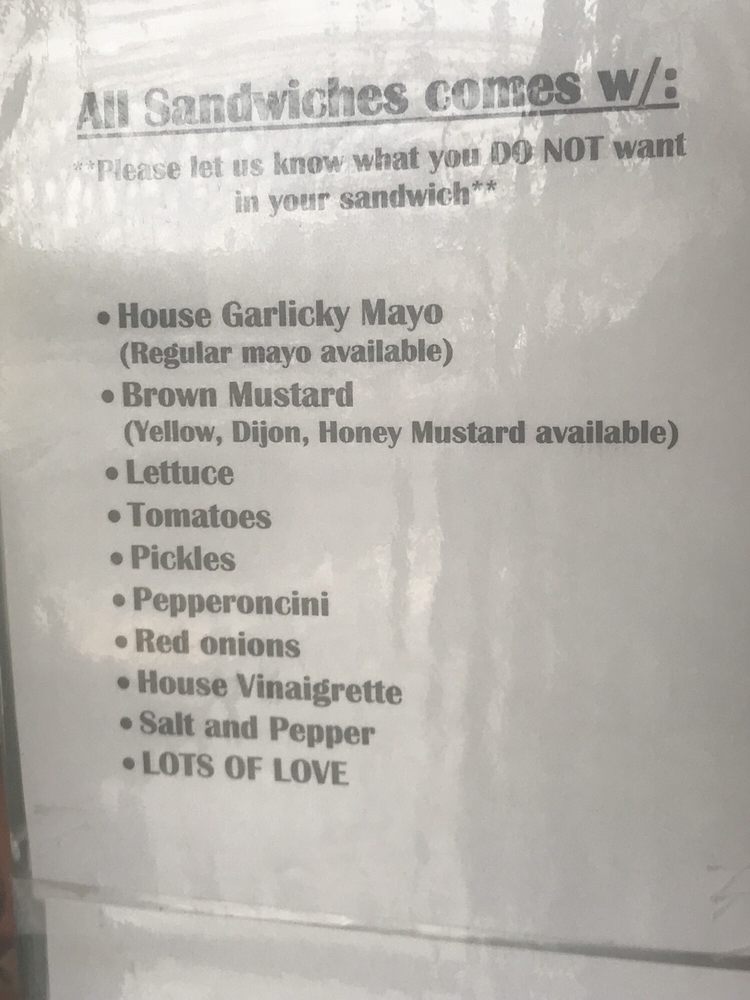 All Sandwiches comes w/:
**Please let us know what you DO NOT want
in your sandwich**
• House Garlicky Mayo
(Regular mayo available)
• Brown Mustard
(Yellow, Dijon, Honey Mustard available)
• Lettuce
• Tomatoes
• Pickles
• Pepperoncini
• Red onions
• House Vinaigrette
• Salt and Pepper
• LOTS OF LOVE